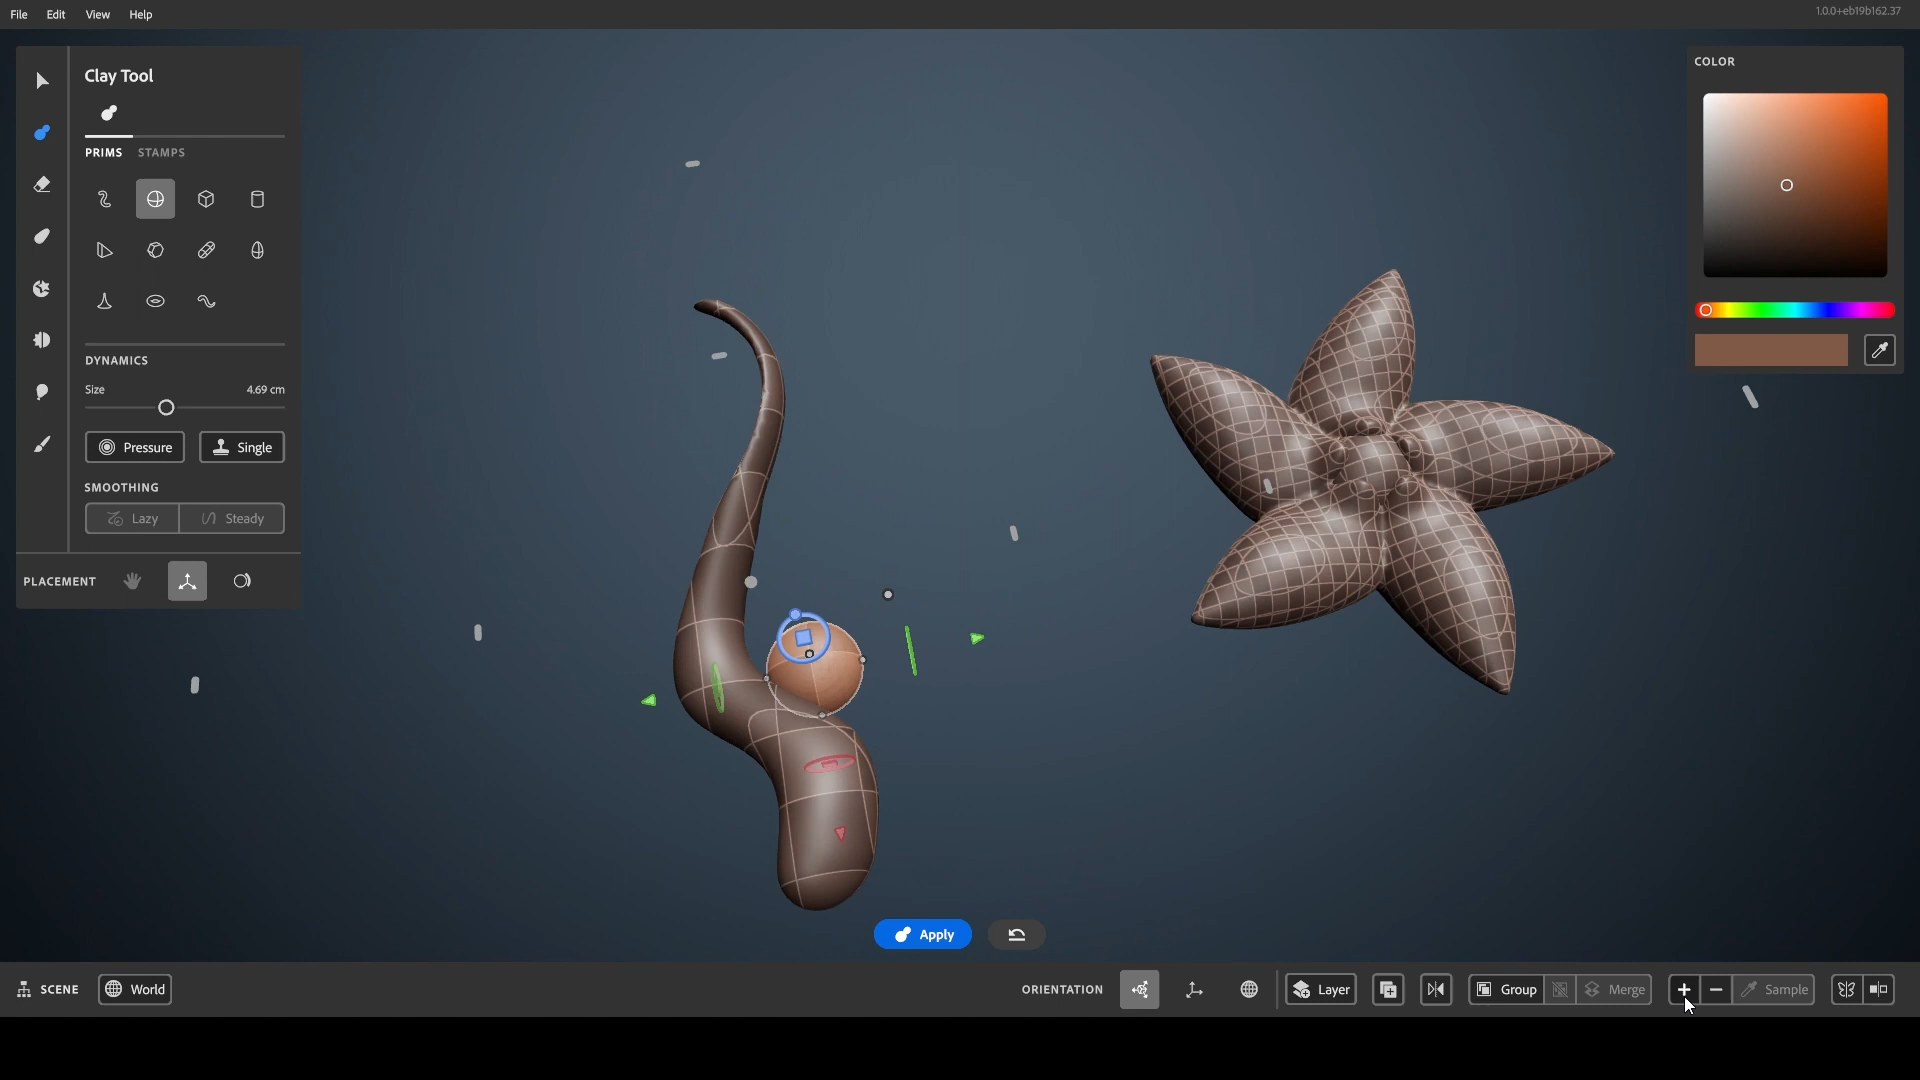 File Edit View Help
1.0.0+eb19b162.37
Clay Tool
PRIMS STAMPS
DYNAMICS
Size 4.69 cm
Pressure Single
SMOOTHING
Lazy Steady
PLACEMENT
COLOR
Apply
SCENE World ORIENTATION Layer Group Merge Sample